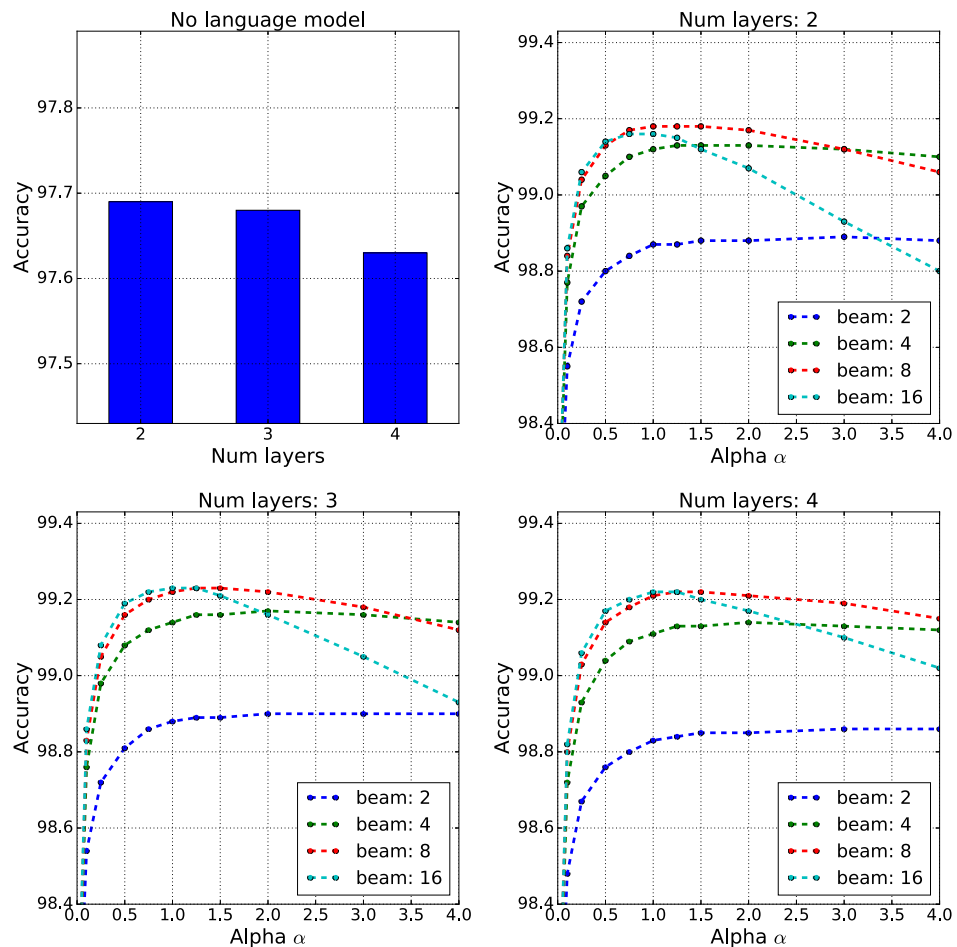 No language model
97.8
97.7
97.6
97.5
Accuracy
2 3 4
Num layers
Num layers: 2
99.4
99.2
99.0
98.8
98.6
98.4
Accuracy
beam: 2
beam: 4
beam: 8
beam: 16
0.0 0.5 1.0 1.5 2.0 2.5 3.0 3.5 4.0
Alpha α
Num layers: 3
99.4
99.2
99.0
98.8
98.6
98.4
Accuracy
beam: 2
beam: 4
beam: 8
beam: 16
0.0 0.5 1.0 1.5 2.0 2.5 3.0 3.5 4.0
Alpha α
Num layers: 4
99.4
99.2
99.0
98.8
98.6
98.4
Accuracy
beam: 2
beam: 4
beam: 8
beam: 16
0.0 0.5 1.0 1.5 2.0 2.5 3.0 3.5 4.0
Alpha α